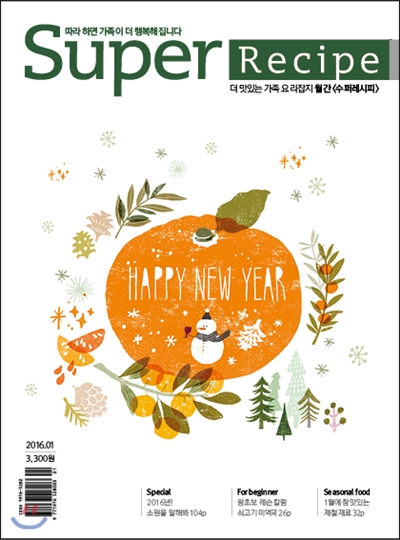 따라 하면 가족이 더 행복해집니다
Super Recipe
더 맛있는 가족 요리잡지 월간 <수퍼레시피>
HAPPY NEW YEAR
2016.01
3,300원
Special
2016년!
소원을 말해봐 104p
For beginner
왕초보 레슨 칼럼
쇠고기 미역국 26p
Seasonal food
1월에 참 맛있는
제철 재료 32p